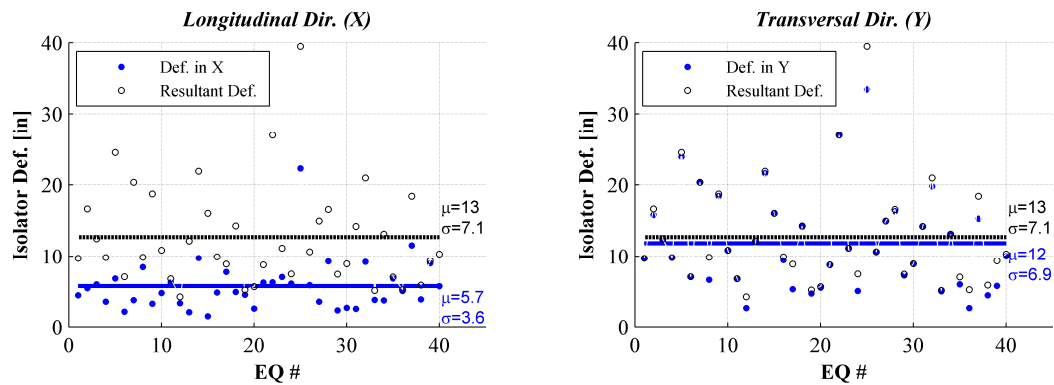 Longitudinal Dir. (X)
Isolator Def. [in]
40
30
20
10
0
Def. in X
Resultant Def.
μ=13
σ=7.1
μ=5.7
σ=3.6
0
10
20
30
40
EQ #
Transversal Dir. (Y)
Isolator Def. [in]
40
30
20
10
0
Def. in Y
Resultant Def.
μ=13
σ=7.1
μ=12
σ=6.9
0
10
20
30
40
EQ #